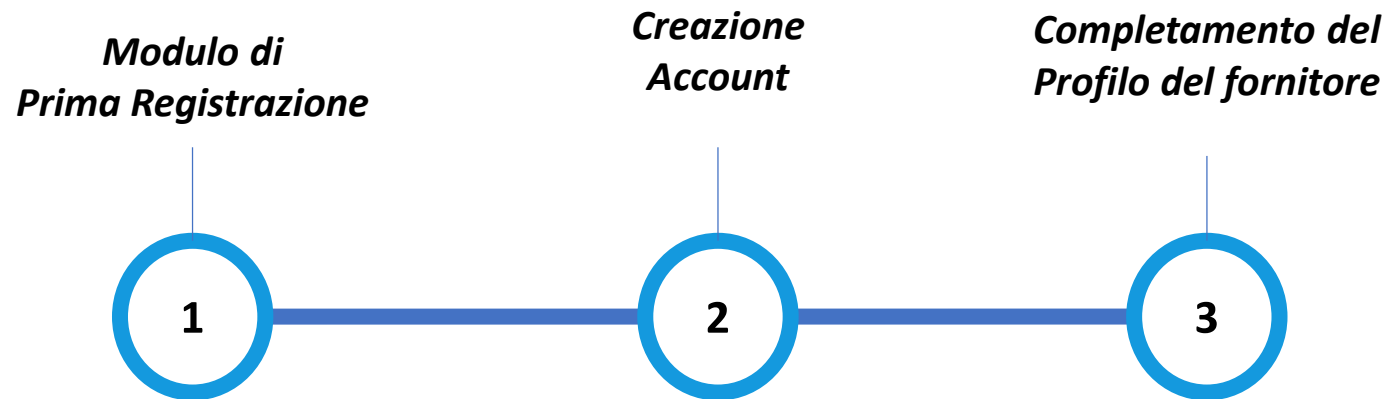 Modulo di
Prima Registrazione
Creazione
Account
Completamento del
Profilo del fornitore
1
2
3